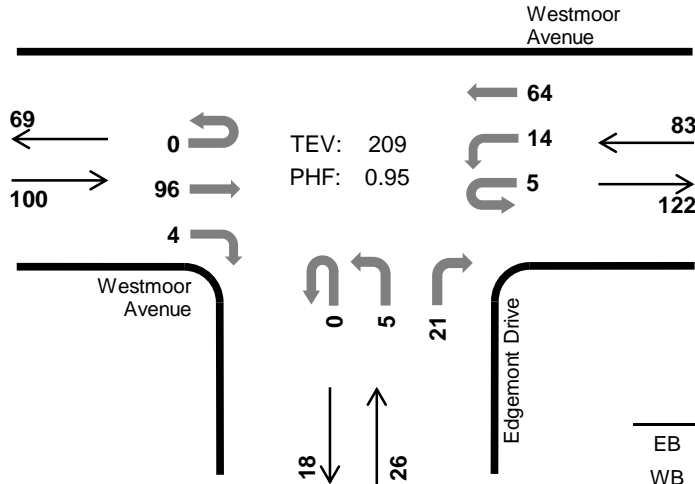 Westmoor
Avenue
69
64
0
TEV: 209
14
83
100
96
PHF: 0.95
5
122
4
Westmoor
Avenue
0
5
21
Edgemont Drive
18
26
EB
WB